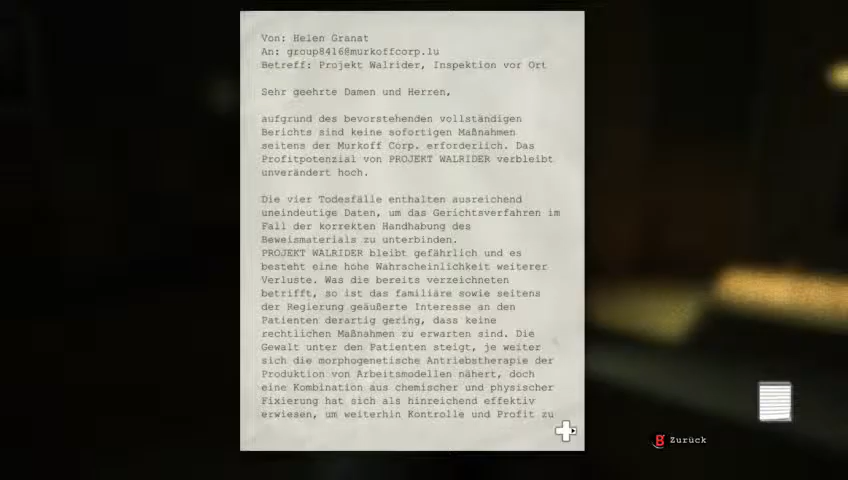 Von: Helen Granat
An: group8416@murkoffcorp.lu
Betreff: Projekt Walrider, Inspektion vor Ort
Sehr geehrte Damen und Herren,
aufgrund des bevorstehenden vollständigen
Berichts sind keine sofortigen Maßnahmen
seitens der Murkoff Corp. erforderlich. Das
Profitpotenzial von PROJEKT WALRIDER verbleibt
unverändert hoch.
Die vier Todesfälle enthalten ausreichend
uneindeutige Daten, um das Gerichtsverfahren im
Fall der korrekten Handhabung des
Beweismaterials zu unterbinden.
PROJEKT WALRIDER bleibt gefährlich und es
besteht eine hohe Wahrscheinlichkeit weiterer
Verluste. Was die bereits verzeichneten
betrifft, so ist das familiäre sowie seitens
der Regierung geäußerte Interesse an den
Patienten derartig gering, dass keine
rechtlichen Maßnahmen zu erwarten sind. Die
Gewalt unter den Patienten steigt, je weiter
sich die morphogenetische Antriebstherapie der
Produktion von Arbeitsmodellen nähert, doch
eine Kombination aus chemischer und physischer
Fixierung hat sich als hinreichend effektiv
erwiesen, um weiterhin Kontrolle und Profit zu
B Zurück